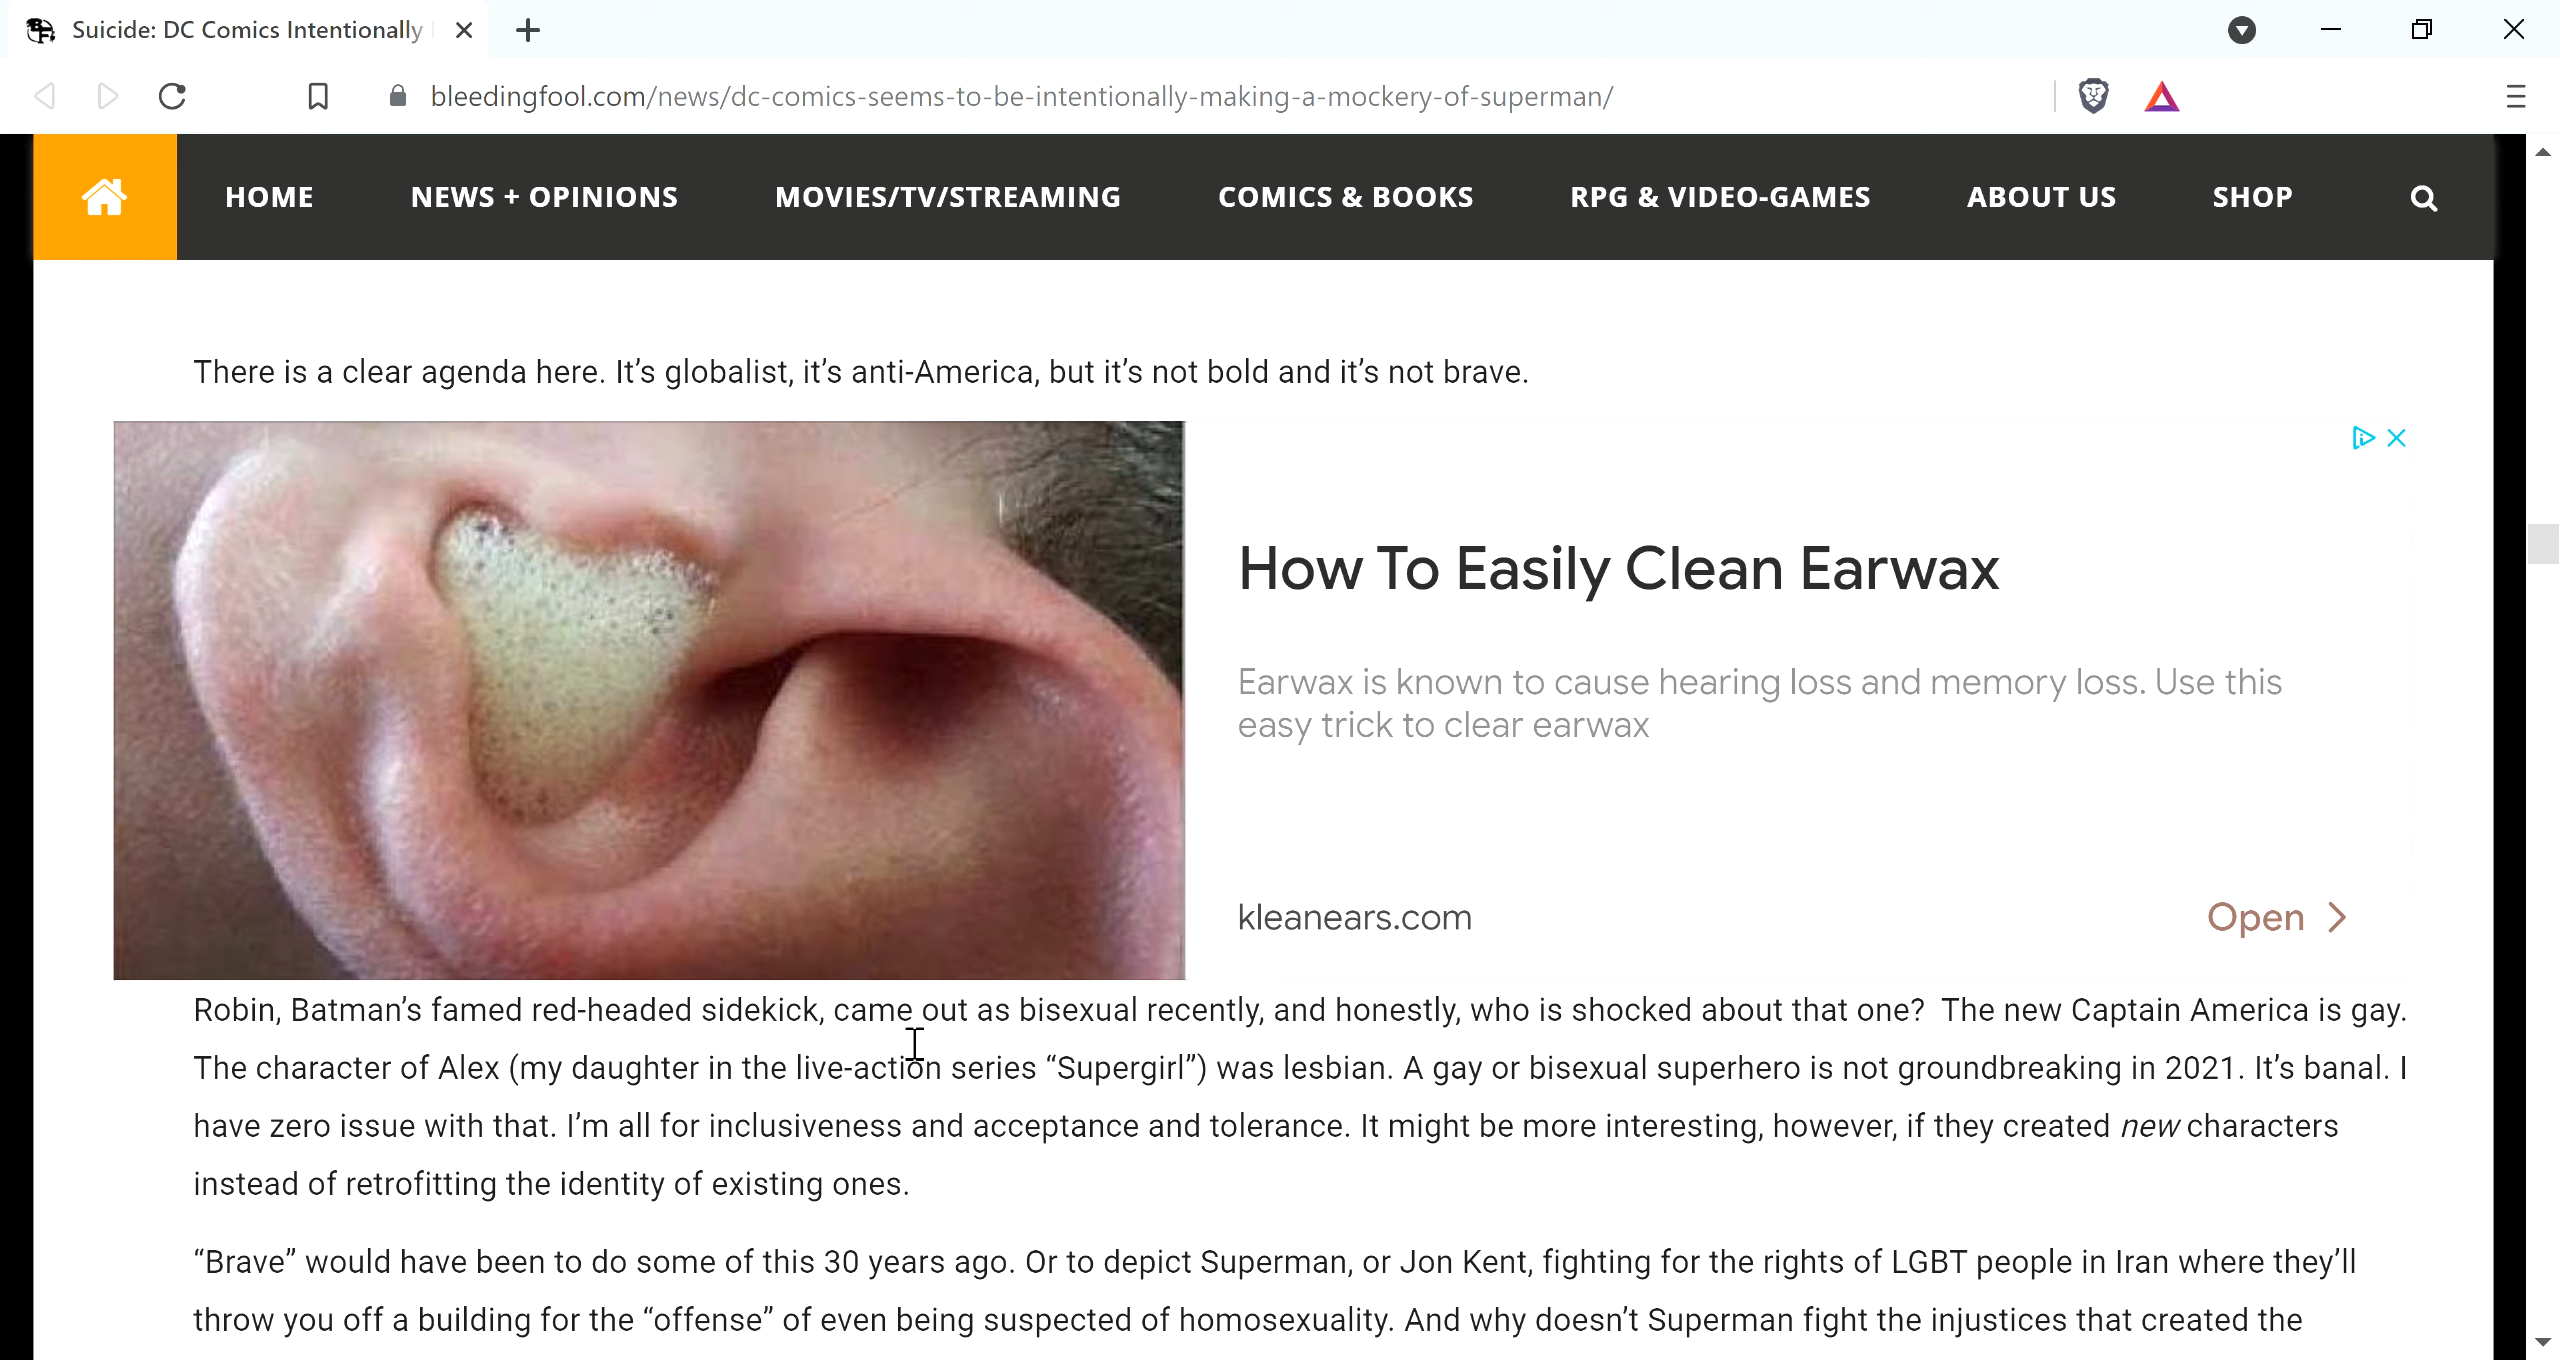 Suicide: DC Comics Intentionally
bleedingfool.com/news/dc-comics-seems-to-be-intentionally-making-a-mockery-of-superman/
HOME NEWS + OPINIONS MOVIES/TV/STREAMING COMICS & BOOKS RPG & VIDEO-GAMES ABOUT US SHOP
There is a clear agenda here. It’s globalist, it’s anti-America, but it’s not bold and it’s not brave.
How To Easily Clean Earwax
Earwax is known to cause hearing loss and memory loss. Use this
easy trick to clear earwax
kleanears.com
Open
Robin, Batman’s famed red-headed sidekick, came out as bisexual recently, and honestly, who is shocked about that one? The new Captain America is gay.
The character of Alex (my daughter in the live-action series “Supergirl”) was lesbian. A gay or bisexual superhero is not groundbreaking in 2021. It’s banal. I
have zero issue with that. I’m all for inclusiveness and acceptance and tolerance. It might be more interesting, however, if they created new characters
instead of retrofitting the identity of existing ones.
“Brave” would have been to do some of this 30 years ago. Or to depict Superman, or Jon Kent, fighting for the rights of LGBT people in Iran where they’ll
throw you off a building for the “offense” of even being suspected of homosexuality. And why doesn’t Superman fight the injustices that created the